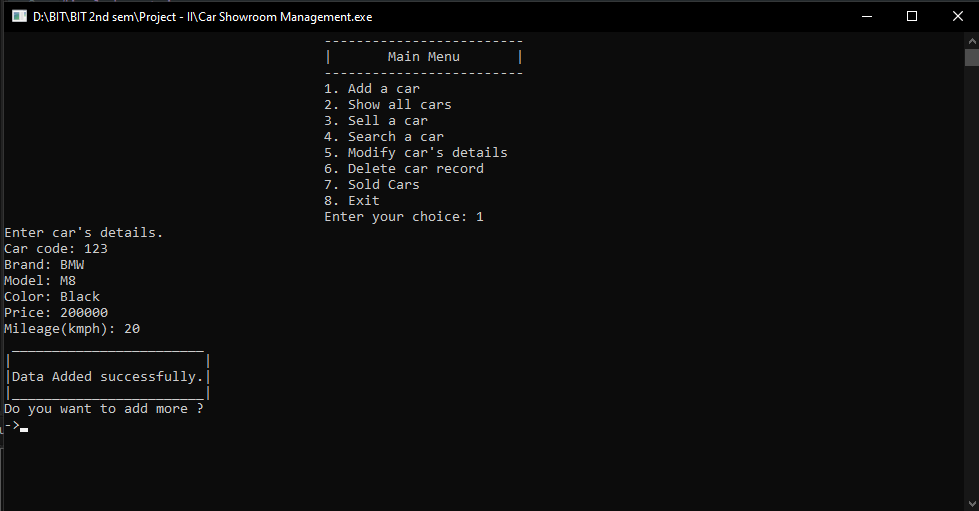 D:\BIT\BIT 2nd sem\Project - II\Car Showroom Management.exe
-------------------------
|       Main Menu       |
-------------------------
1. Add a car
2. Show all cars
3. Sell a car
4. Search a car
5. Modify car's details
6. Delete car record
7. Sold Cars
8. Exit
Enter your choice: 1
Enter car's details.
Car code: 123
Brand: BMW
Model: M8
Color: Black
Price: 200000
Mileage(kmph): 20
 ________________________
|                        |
|Data Added successfully.|
|________________________|
Do you want to add more ?
->